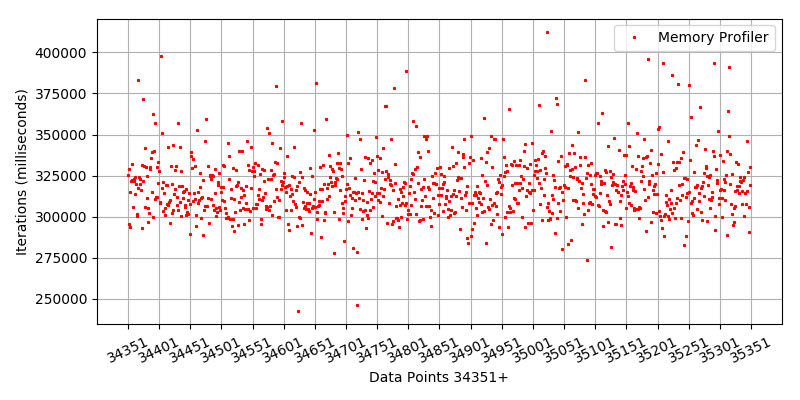 Memory Profiler
400000
375000
350000
325000
300000
275000
250000
Iterations (milliseconds)
34351 34401 34451 34501 34551 34601 34651 34701 34751 34801 34851 34901 34951 35001 35051 35101 35151 35201 35251 35301 35351
Data Points 34351+